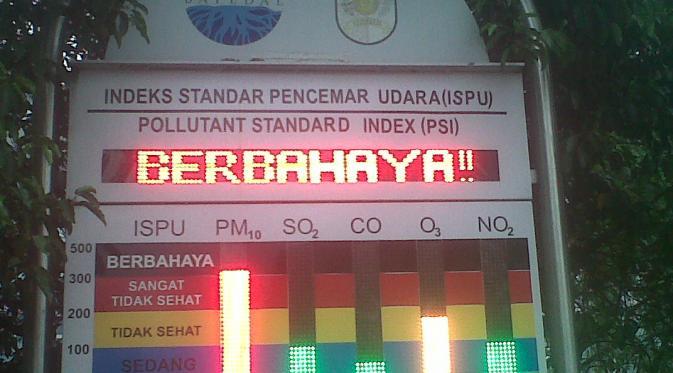 BAPEDAL
INDEKS STANDAR PENCEMAR UDARA(ISPU)
POLLUTANT STANDARD INDEX (PSI)
BERBAHAYA!!
ISPU PM10 SO2 CO O3 NO2
500
BERBAHAYA
300
SANGAT
TIDAK SEHAT
200
TIDAK SEHAT
100
SEDANG